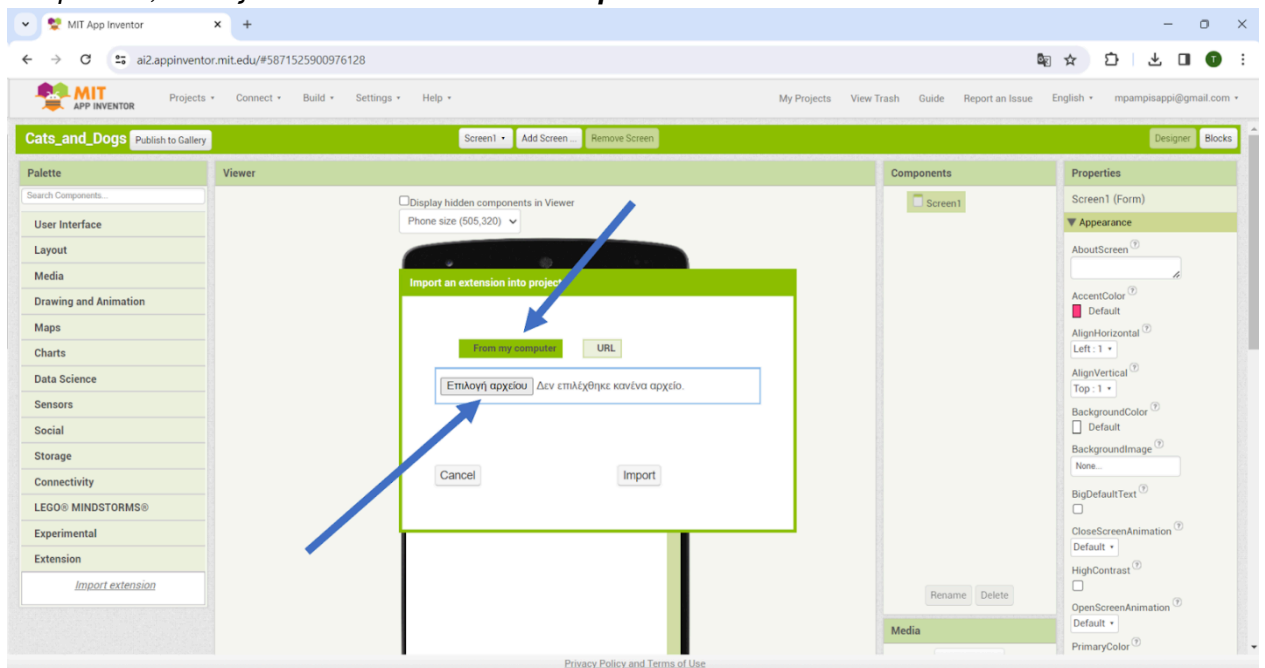 MIT App Inventor
ai2.appinventor.mit.edu/#5871525900976128
MIT
APP INVENTOR
Projects Connect Build Settings Help My Projects View Trash Guide Report an Issue English mpampisappi@gmail.com
Cats_and_Dogs Publish to Gallery Screen1 Add Screen ... Remove Screen Designer Blocks
Palette
Search Components...
User Interface
Layout
Media
Drawing and Animation
Maps
Charts
Data Science
Sensors
Social
Storage
Connectivity
LEGO® MINDSTORMS®
Experimental
Extension
Import extension
Viewer
Display hidden components in Viewer
Phone size (505,320)
Import an extension into project
From my computer URL
Επιλογή αρχείου Δεν επιλέχθηκε κανένα αρχείο.
Cancel Import
Components
Screen1
Rename Delete
Media
Properties
Screen1 (Form)
Appearance
AboutScreen
AccentColor
Default
AlignHorizontal
Left : 1
AlignVertical
Top : 1
BackgroundColor
Default
BackgroundImage
None...
BigDefaultText
CloseScreenAnimation
Default
HighContrast
OpenScreenAnimation
Default
PrimaryColor
Privacy Policy and Terms of Use